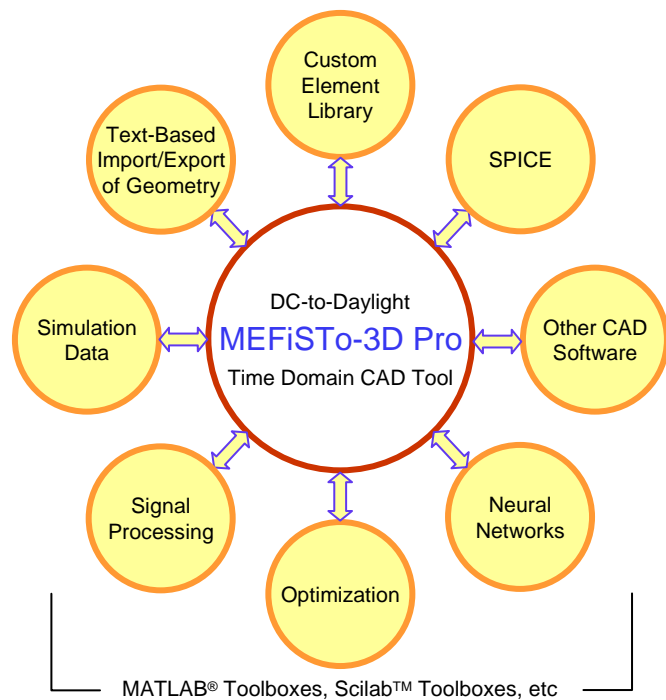 Custom
Element
Library
Text-Based
Import/Export
of Geometry
SPICE
Simulation
Data
DC-to-Daylight
MEFiSTo-3D Pro
Time Domain CAD Tool
Other CAD
Software
Signal
Processing
Neural
Networks
Optimization
MATLAB® Toolboxes, Scilab™ Toolboxes, etc